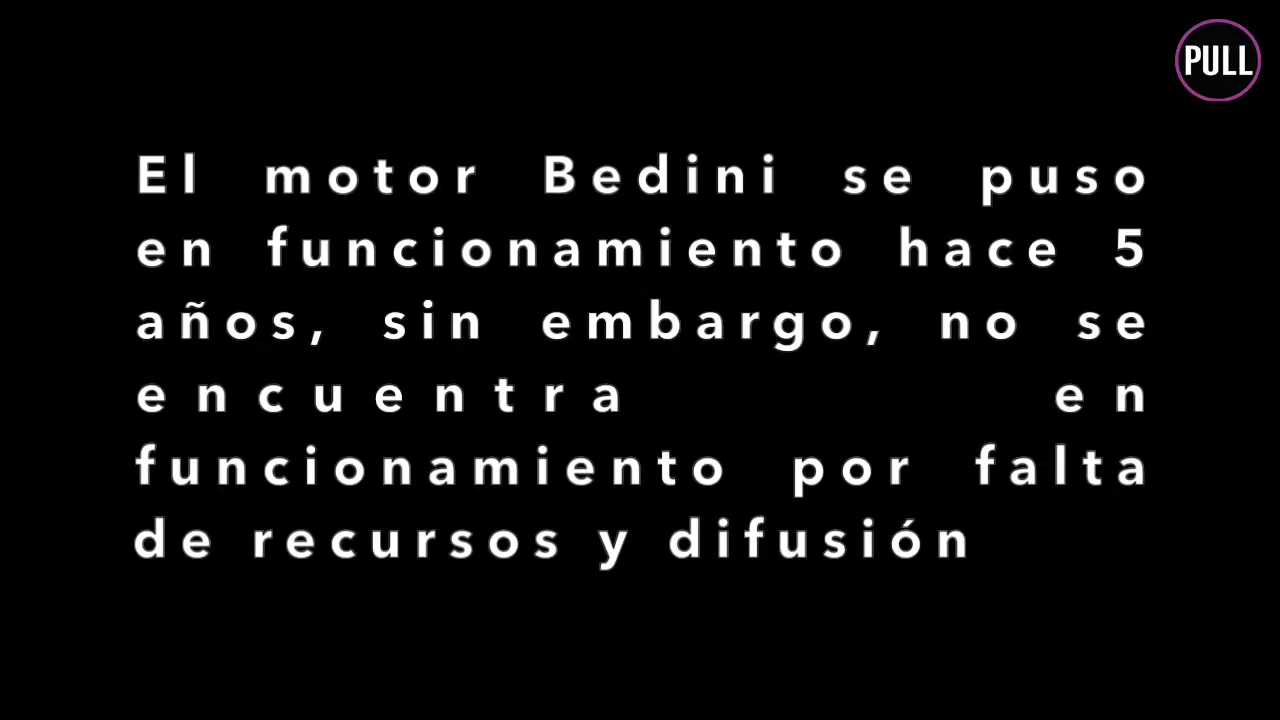 PULL
El motor Bedini se puso
en funcionamiento hace 5
años, sin embargo, no se
encuentra en
funcionamiento por falta
de recursos y difusión